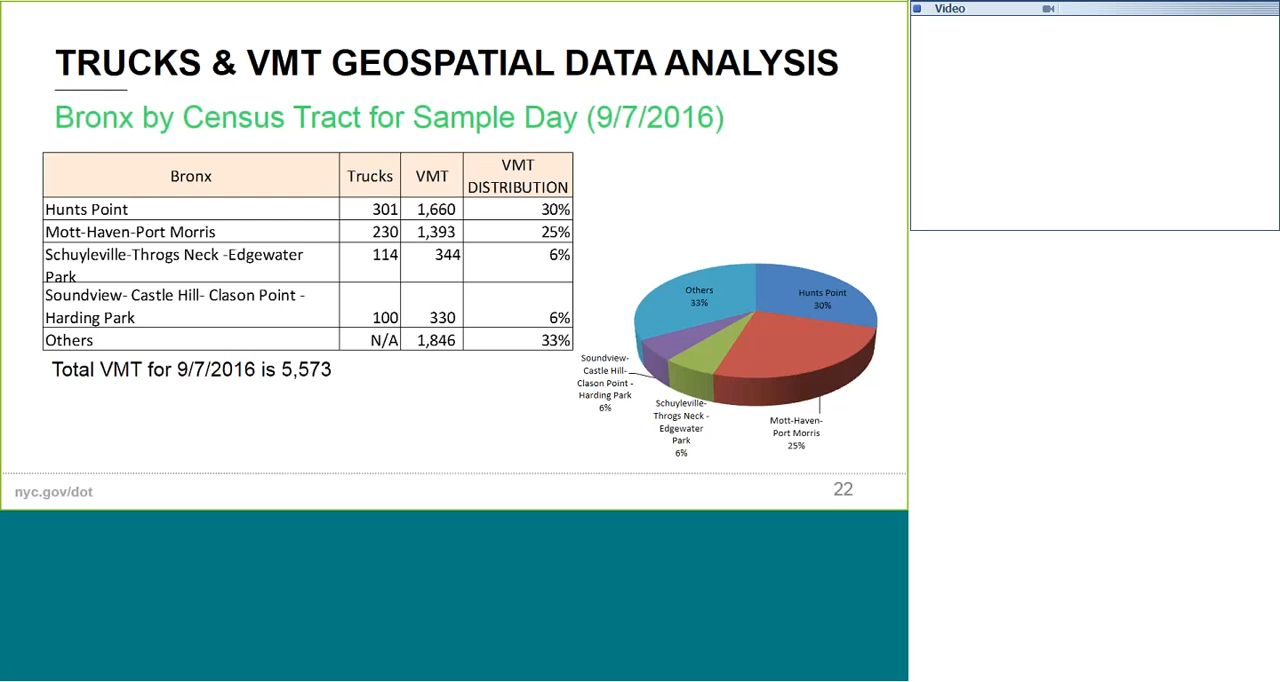 Video
TRUCKS & VMT GEOSPATIAL DATA ANALYSIS
Bronx by Census Tract for Sample Day (9/7/2016)
Bronx Trucks VMT VMT DISTRIBUTION
Hunts Point 301 1,660 30%
Mott-Haven-Port Morris 230 1,393 25%
Schuyleville-Throgs Neck -Edgewater 114 344 6%
Park
Soundview- Castle Hill- Clason Point -
Harding Park 100 330 6%
Others N/A 1,846 33%
Total VMT for 9/7/2016 is 5,573
Others
33%
Hunts Point
30%
Soundview-
Castle Hill-
Clason Point -
Harding Park
6%
Schuyleville-
Throgs Neck -
Edgewater
Park
6%
Mott-Haven-
Port Morris
25%
nyc.gov/dot
22